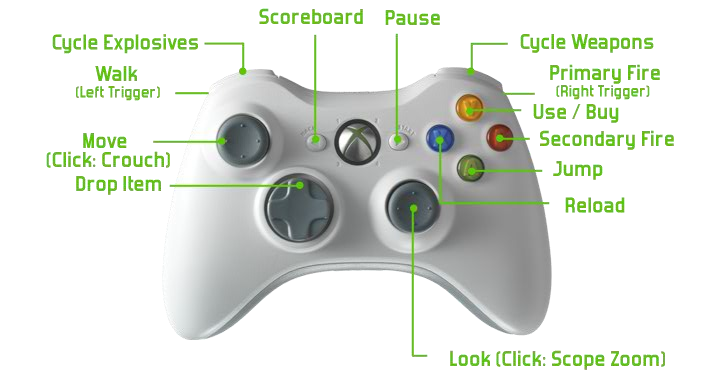 Scoreboard
Pause
Cycle Explosives
Cycle Weapons
Walk
(Left Trigger)
Primary Fire
(Right Trigger)
Use / Buy
Move
(Click: Crouch)
Secondary Fire
Drop Item
Jump
Reload
Look (Click: Scope Zoom)